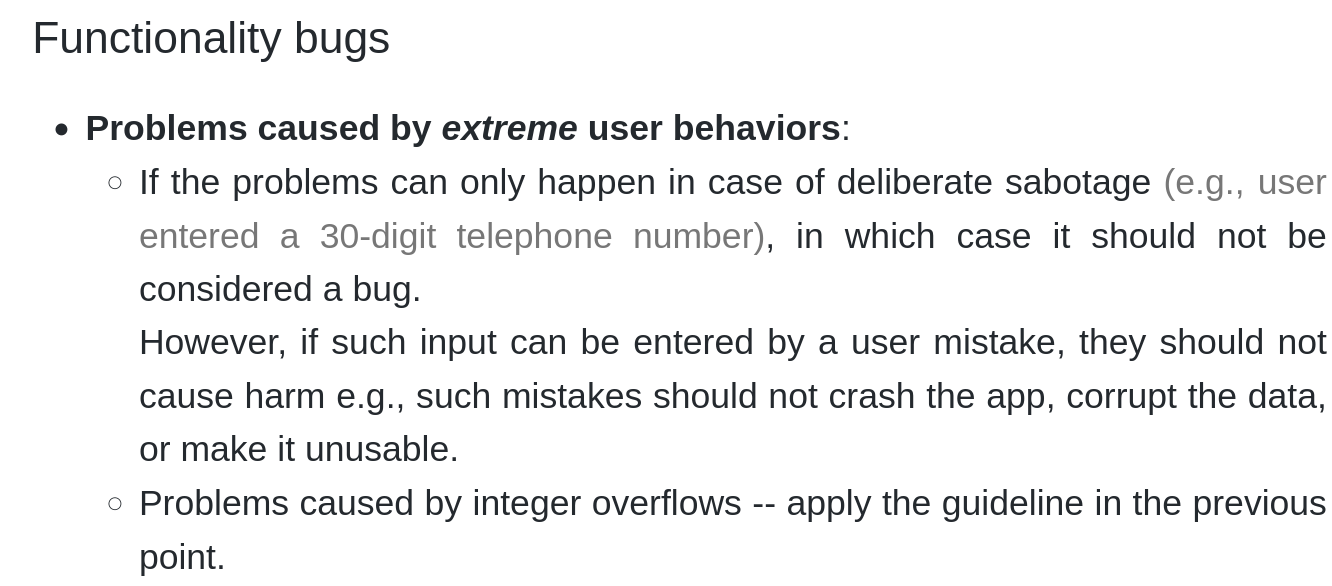 Functionality bugs
• Problems caused by extreme user behaviors:
○ If the problems can only happen in case of deliberate sabotage (e.g., user
entered a 30-digit telephone number), in which case it should not be
considered a bug.
However, if such input can be entered by a user mistake, they should not
cause harm e.g., such mistakes should not crash the app, corrupt the data,
or make it unusable.
○ Problems caused by integer overflows -- apply the guideline in the previous
point.